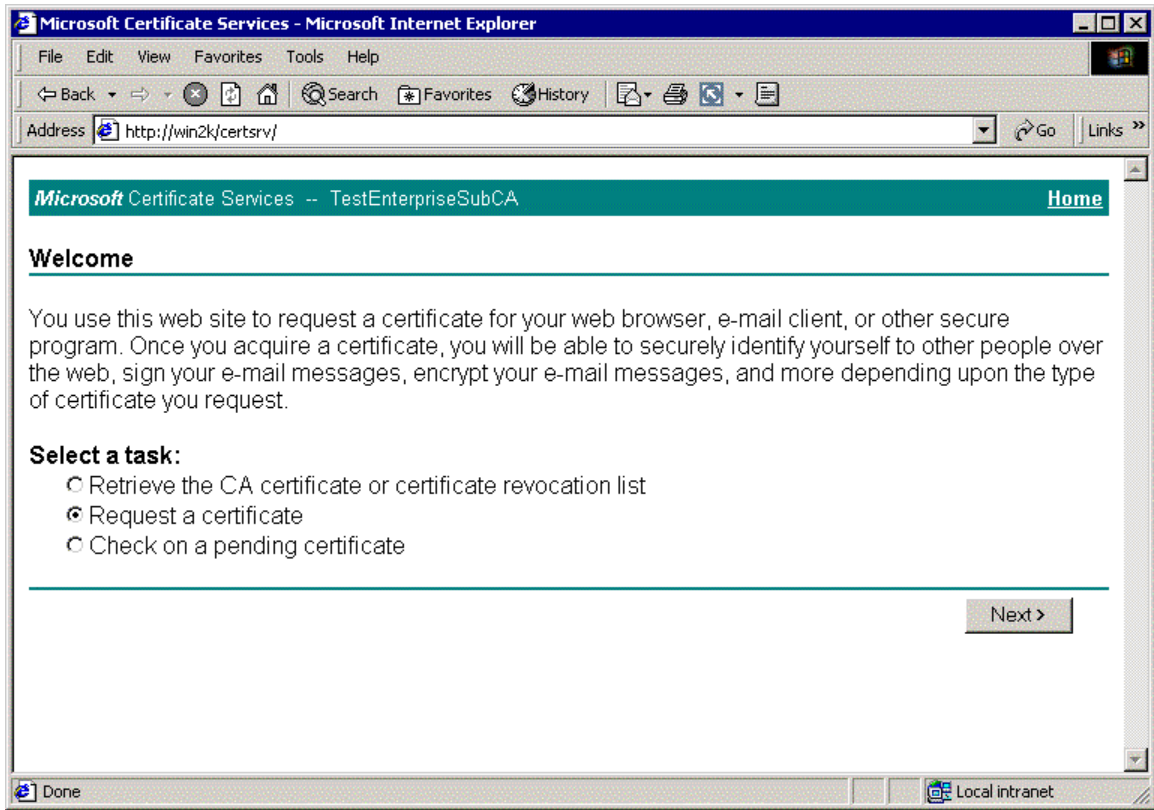 Microsoft Certificate Services - Microsoft Internet Explorer
File Edit View Favorites Tools Help
Back Search Favorites History
Address http://win2k/certsrv/ Go Links »
Microsoft Certificate Services -- TestEnterpriseSubCA Home
Welcome
You use this web site to request a certificate for your web browser, e-mail client, or other secure
program. Once you acquire a certificate, you will be able to securely identify yourself to other people over
the web, sign your e-mail messages, encrypt your e-mail messages, and more depending upon the type
of certificate you request.
Select a task:
Retrieve the CA certificate or certificate revocation list
Request a certificate
Check on a pending certificate
Next >
Done Local intranet